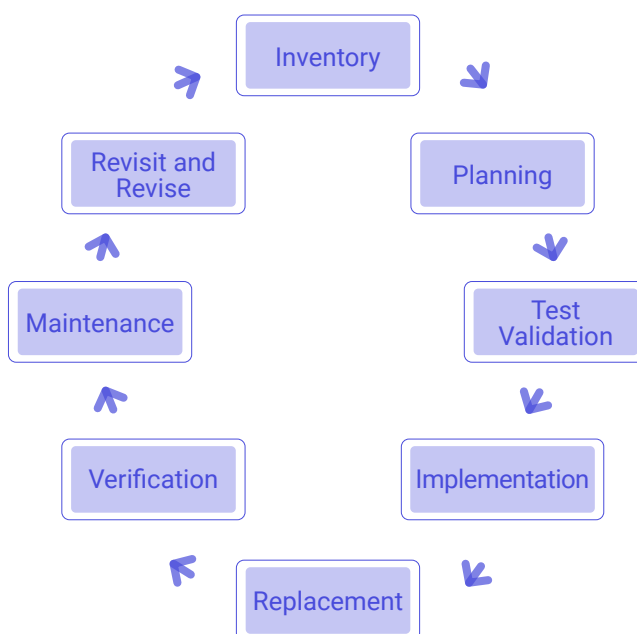 Inventory
Planning
Test
Validation
Implementation
Replacement
Verification
Maintenance
Revisit and
Revise